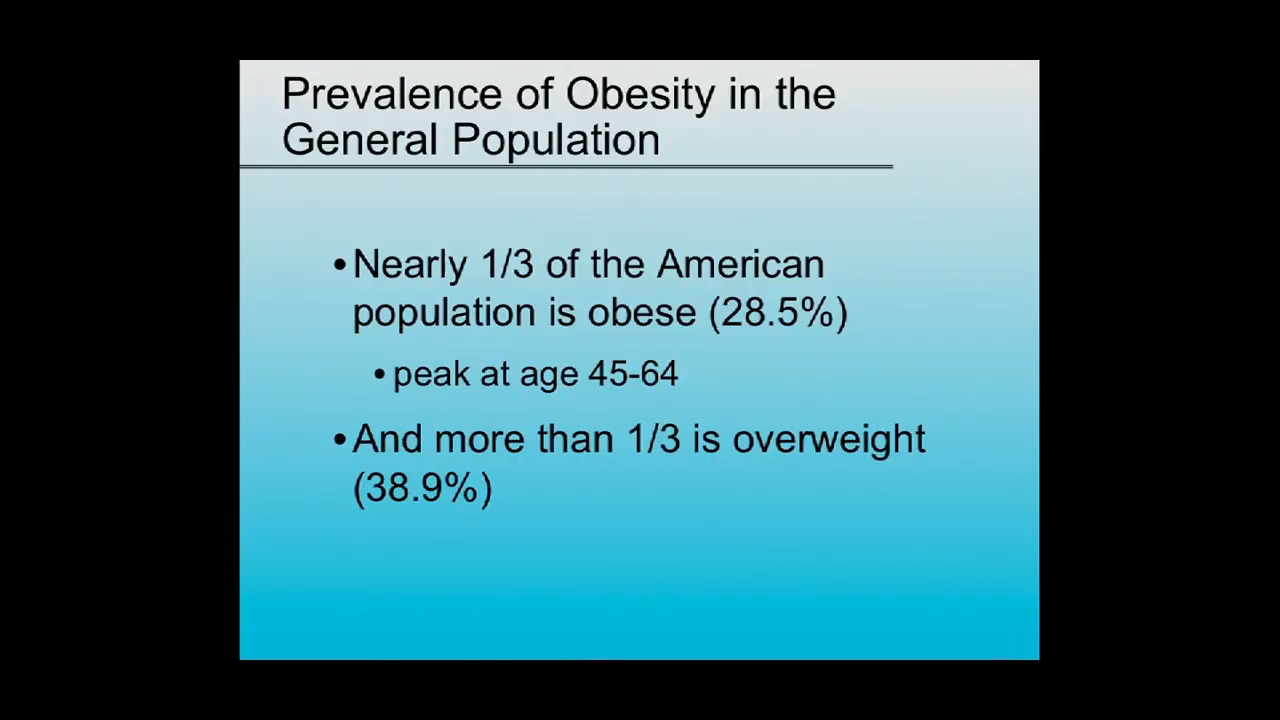 Prevalence of Obesity in the
General Population
•Nearly 1/3 of the American
population is obese (28.5%)
•peak at age 45-64
•And more than 1/3 is overweight
(38.9%)